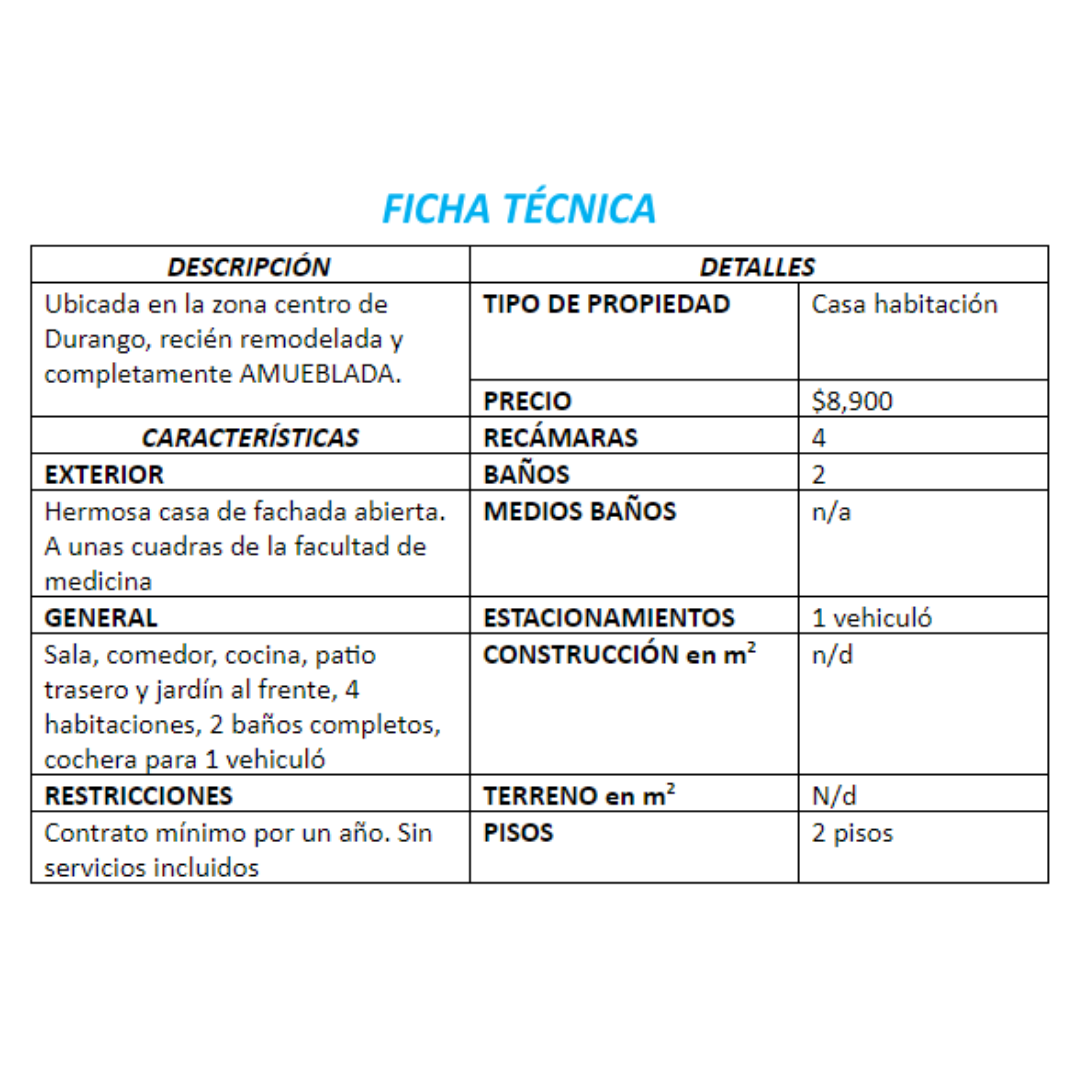 FICHA TÉCNICA
DESCRIPCIÓN
DETALLES
Ubicada en la zona centro de
Durango, recién remodelada y
completamente AMUEBLADA.
TIPO DE PROPIEDAD
Casa habitación
PRECIO
$8,900
CARACTERÍSTICAS
RECÁMARAS
4
EXTERIOR
BAÑOS
2
Hermosa casa de fachada abierta.
A unas cuadras de la facultad de
medicina
MEDIOS BAÑOS
n/a
GENERAL
ESTACIONAMIENTOS
1 vehiculó
Sala, comedor, cocina, patio
trasero y jardín al frente, 4
habitaciones, 2 baños completos,
cochera para 1 vehiculó
CONSTRUCCIÓN en m²
n/d
RESTRICCIONES
TERRENO en m²
N/d
Contrato mínimo por un año. Sin
servicios incluidos
PISOS
2 pisos